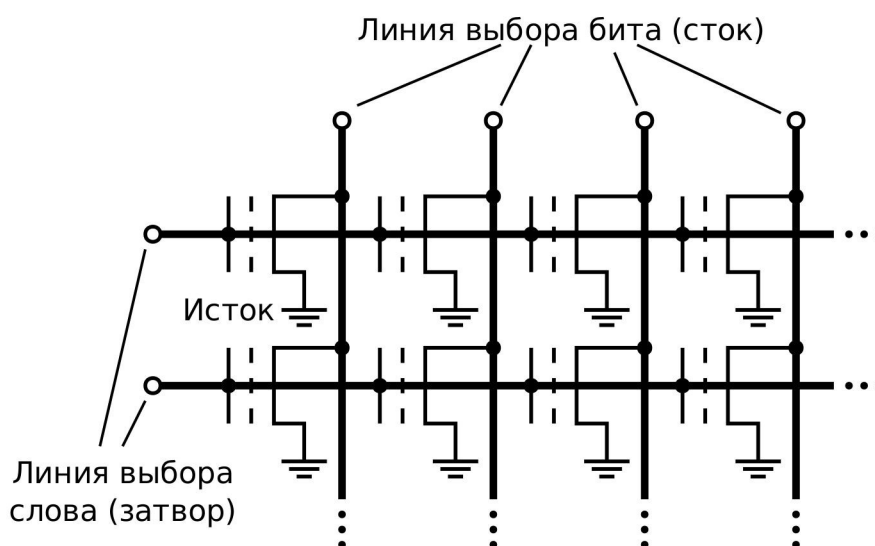 Линия выбора бита (сток)
Исток
Линия выбора
слова (затвор)